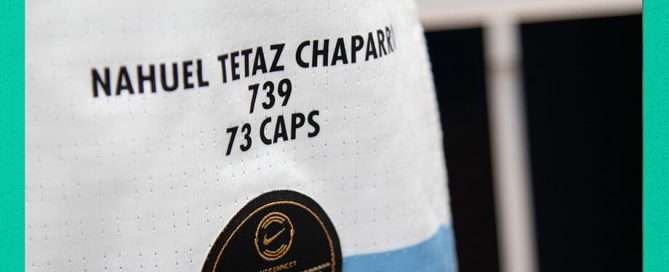 NAHUEL TETAZ CHAPARR
739
73 CAPS